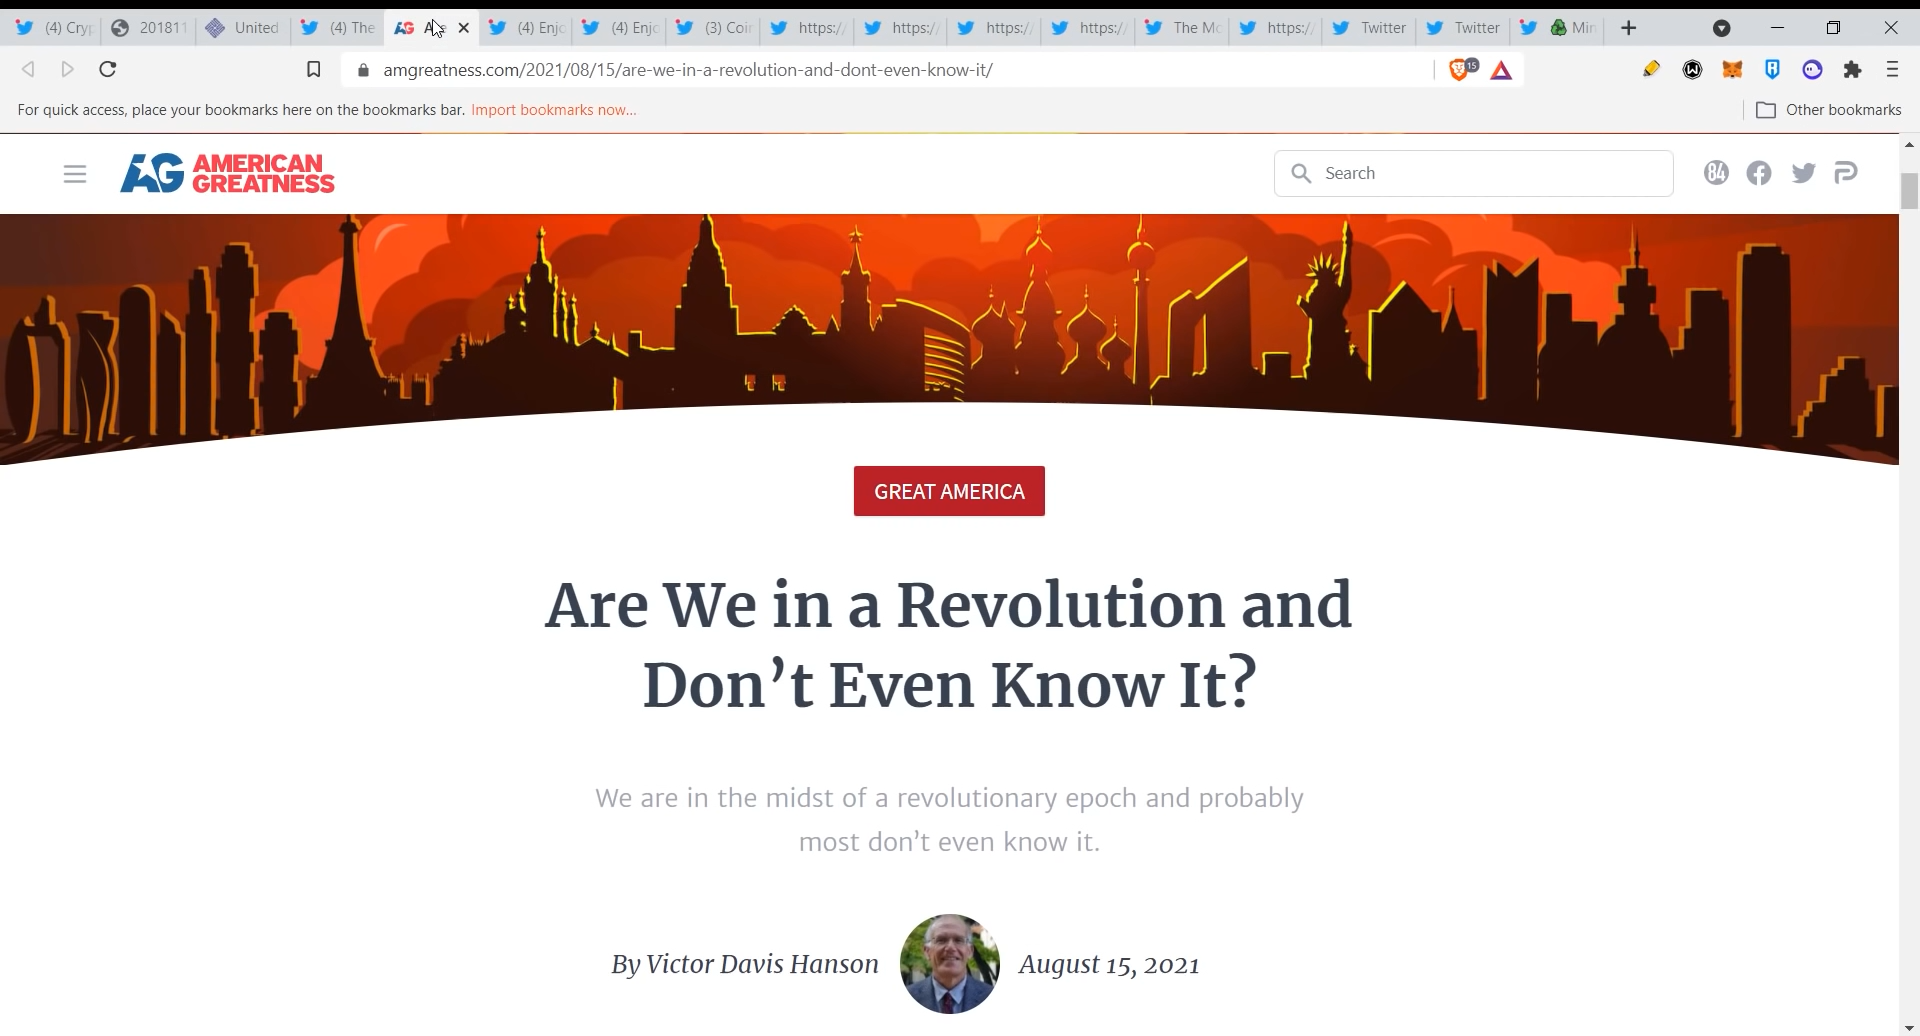 (4) Cryp
201811
United
(4) The
(4) Enjo
(4) Enjo
(3) Coin
https:/
https:/
https:/
https:/
The Mo
https:/
Twitter
Twitter
Min
amgreatness.com/2021/08/15/are-we-in-a-revolution-and-dont-even-know-it/
15
For quick access, place your bookmarks here on the bookmarks bar. Import bookmarks now...
Other bookmarks
AG AMERICAN
GREATNESS
Search
84
GREAT AMERICA
Are We in a Revolution and
Don’t Even Know It?
We are in the midst of a revolutionary epoch and probably
most don’t even know it.
By Victor Davis Hanson
August 15, 2021